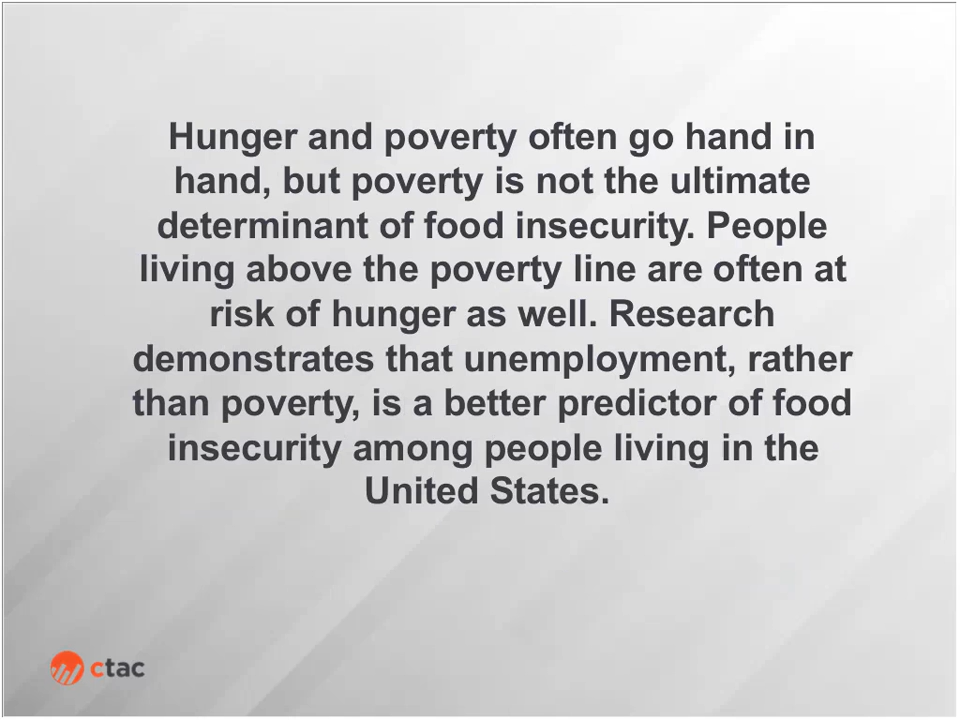 Hunger and poverty often go hand in
hand, but poverty is not the ultimate
determinant of food insecurity. People
living above the poverty line are often at
risk of hunger as well. Research
demonstrates that unemployment, rather
than poverty, is a better predictor of food
insecurity among people living in the
United States.
ctac